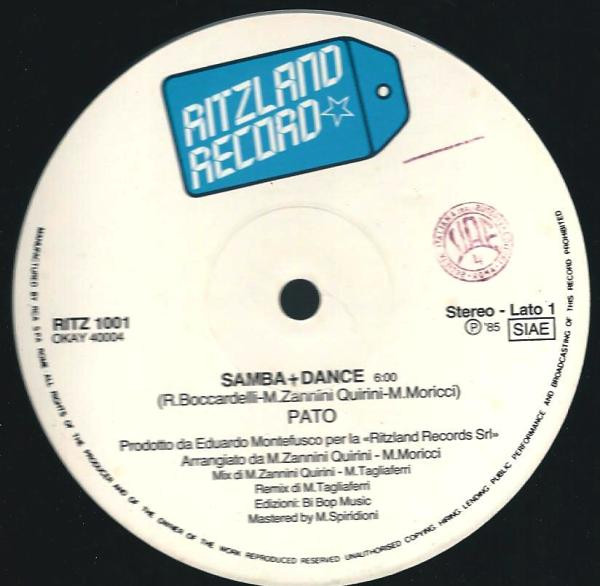 RITZLAND
RECORD
SIAE
RITZ 1001
OKAY 40004
Stereo - Lato 1
Ⓟ '85 SIAE
SAMBA+DANCE 6:00
(R.Boccardelli-M.Zannini Quirini-M.Moricci)
PATO
Prodotto da Eduardo Montefusco per la «Ritzland Records Srl»
Arrangiato da M.Zannini Quirini - M.Moricci
Mix di M.Zannini Quirini - M.Tagliaferri
Remix di M.Tagliaferri
Edizioni: Bi Bop Music
Mastered by M.Spiridioni
MANUFACTURED BY RCA SPA ROME ALL RIGHTS OF THE PRODUCER AND OF THE OWNER OF THE WORK REPRODUCED RESERVED UNAUTHORISED COPYING HIRING LENDING PUBLIC PERFORMANCE AND BROADCASTING OF THIS RECORD PROHIBITED